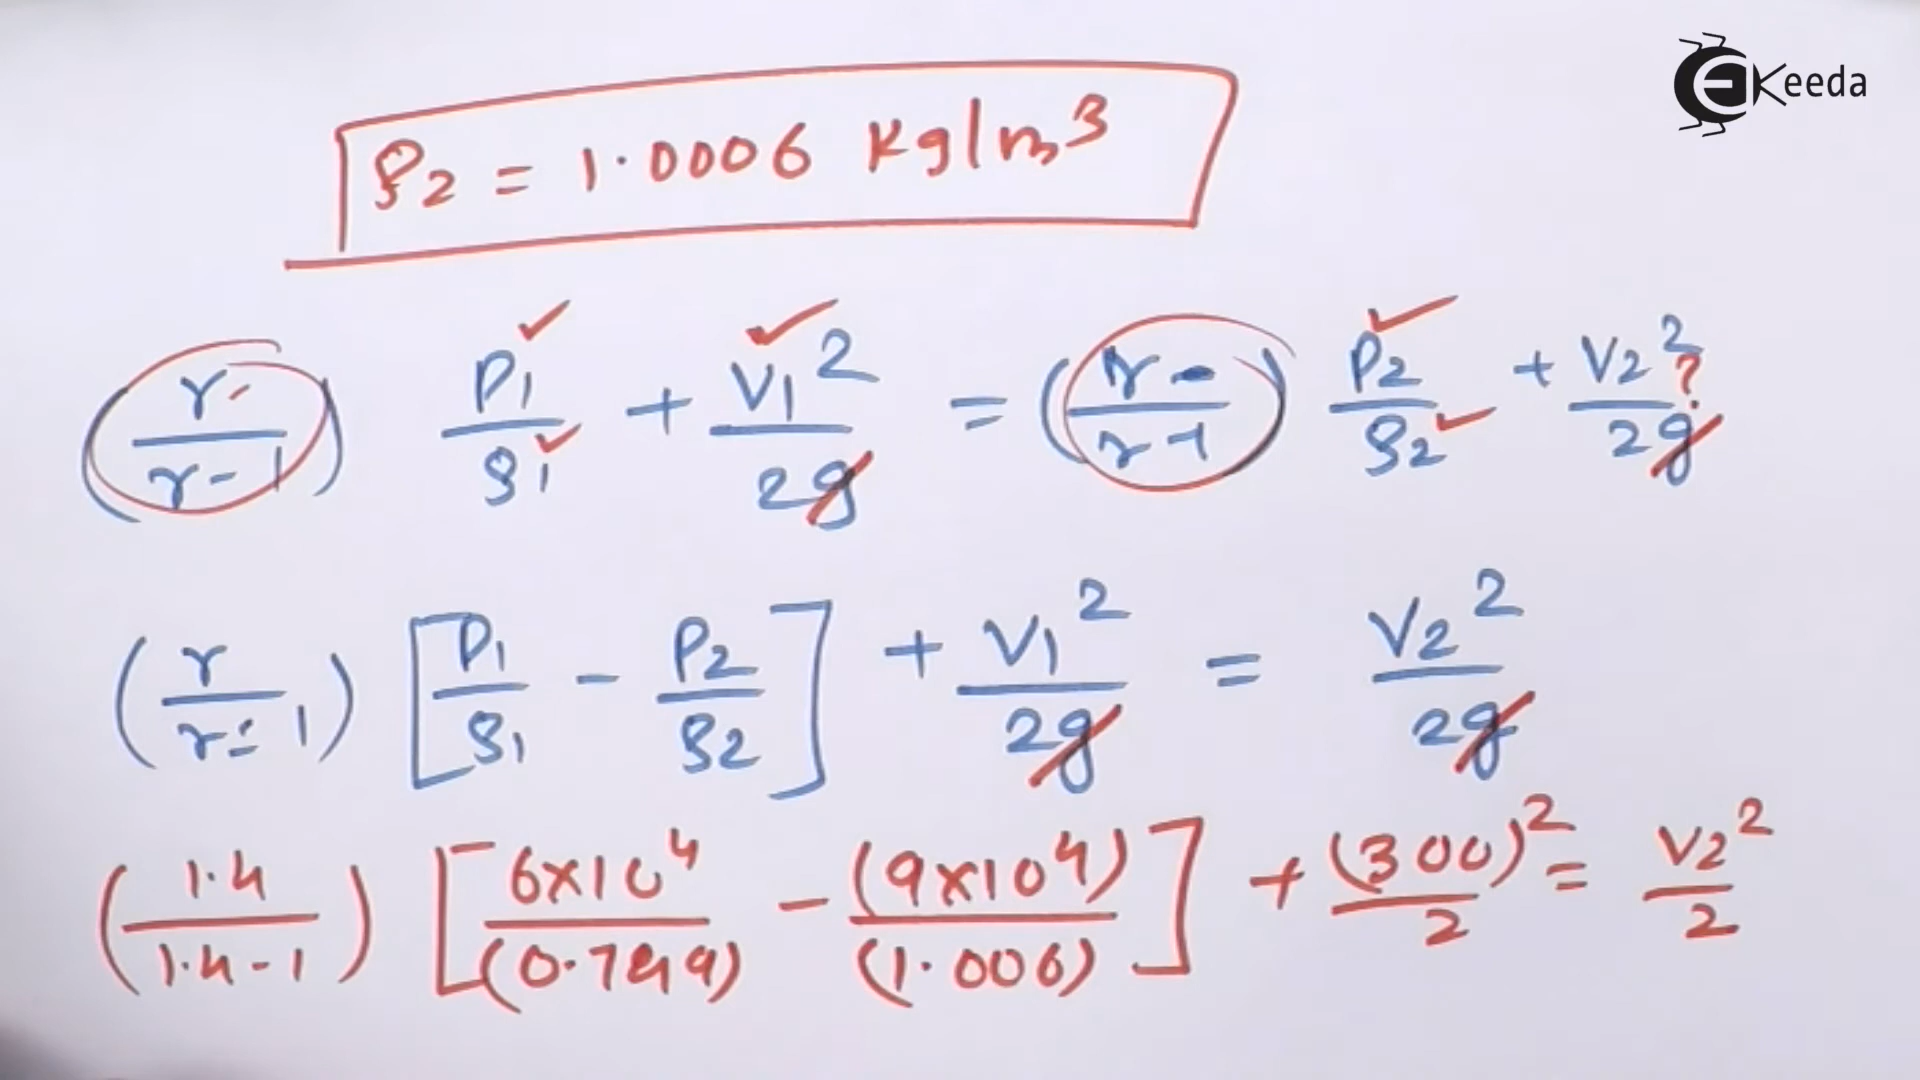 EKeeda
ρ2 = 1.0006 Kg/m³
(γ/(γ-1)) P1/ρ1 + V1²/2g = (γ/(γ-1)) P2/ρ2 + V2²/2g ?
(γ/(γ-1)) [P1/ρ1 - P2/ρ2] + V1²/2g = V2²/2g
(1.4/(1.4-1)) [6×10⁴/(0.749) - (9×10⁴)/(1.006)] + (300)²/2 = V2²/2